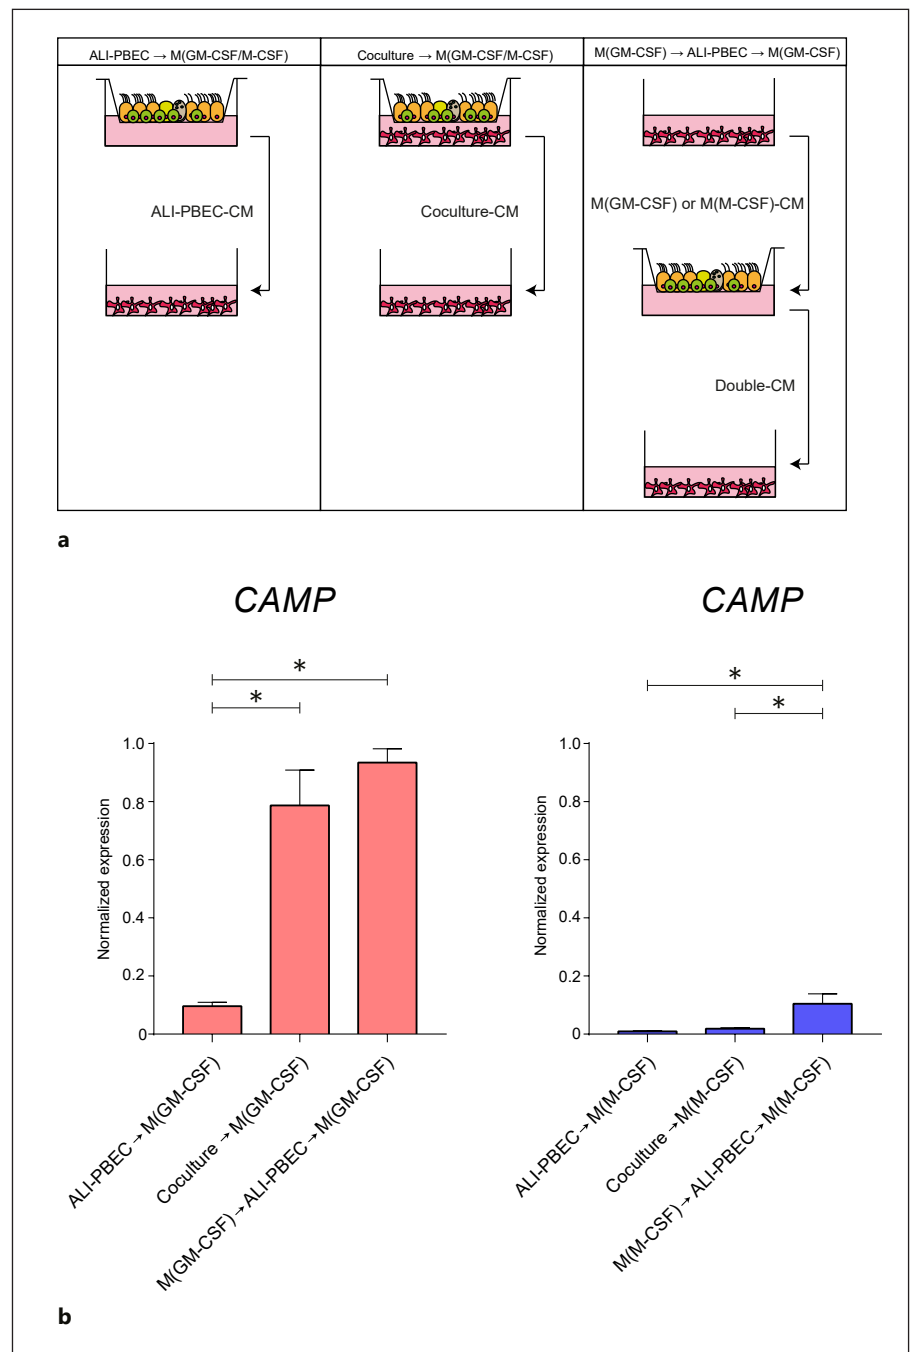 ALI-PBEC → M(GM-CSF/M-CSF)
Coculture → M(GM-CSF/M-CSF)
M(GM-CSF) → ALI-PBEC → M(GM-CSF)
ALI-PBEC-CM
Coculture-CM
M(GM-CSF) or M(M-CSF)-CM
Double-CM
a
CAMP
*
*
Normalized expression
1.0
0.8
0.6
0.4
0.2
0
ALI-PBEC→M(GM-CSF)
Coculture→M(GM-CSF)
M(GM-CSF)→ALI-PBEC→M(GM-CSF)
CAMP
*
*
Normalized expression
1.0
0.8
0.6
0.4
0.2
0
ALI-PBEC→M(M-CSF)
Coculture→M(M-CSF)
M(M-CSF)→ALI-PBEC→M(M-CSF)
b